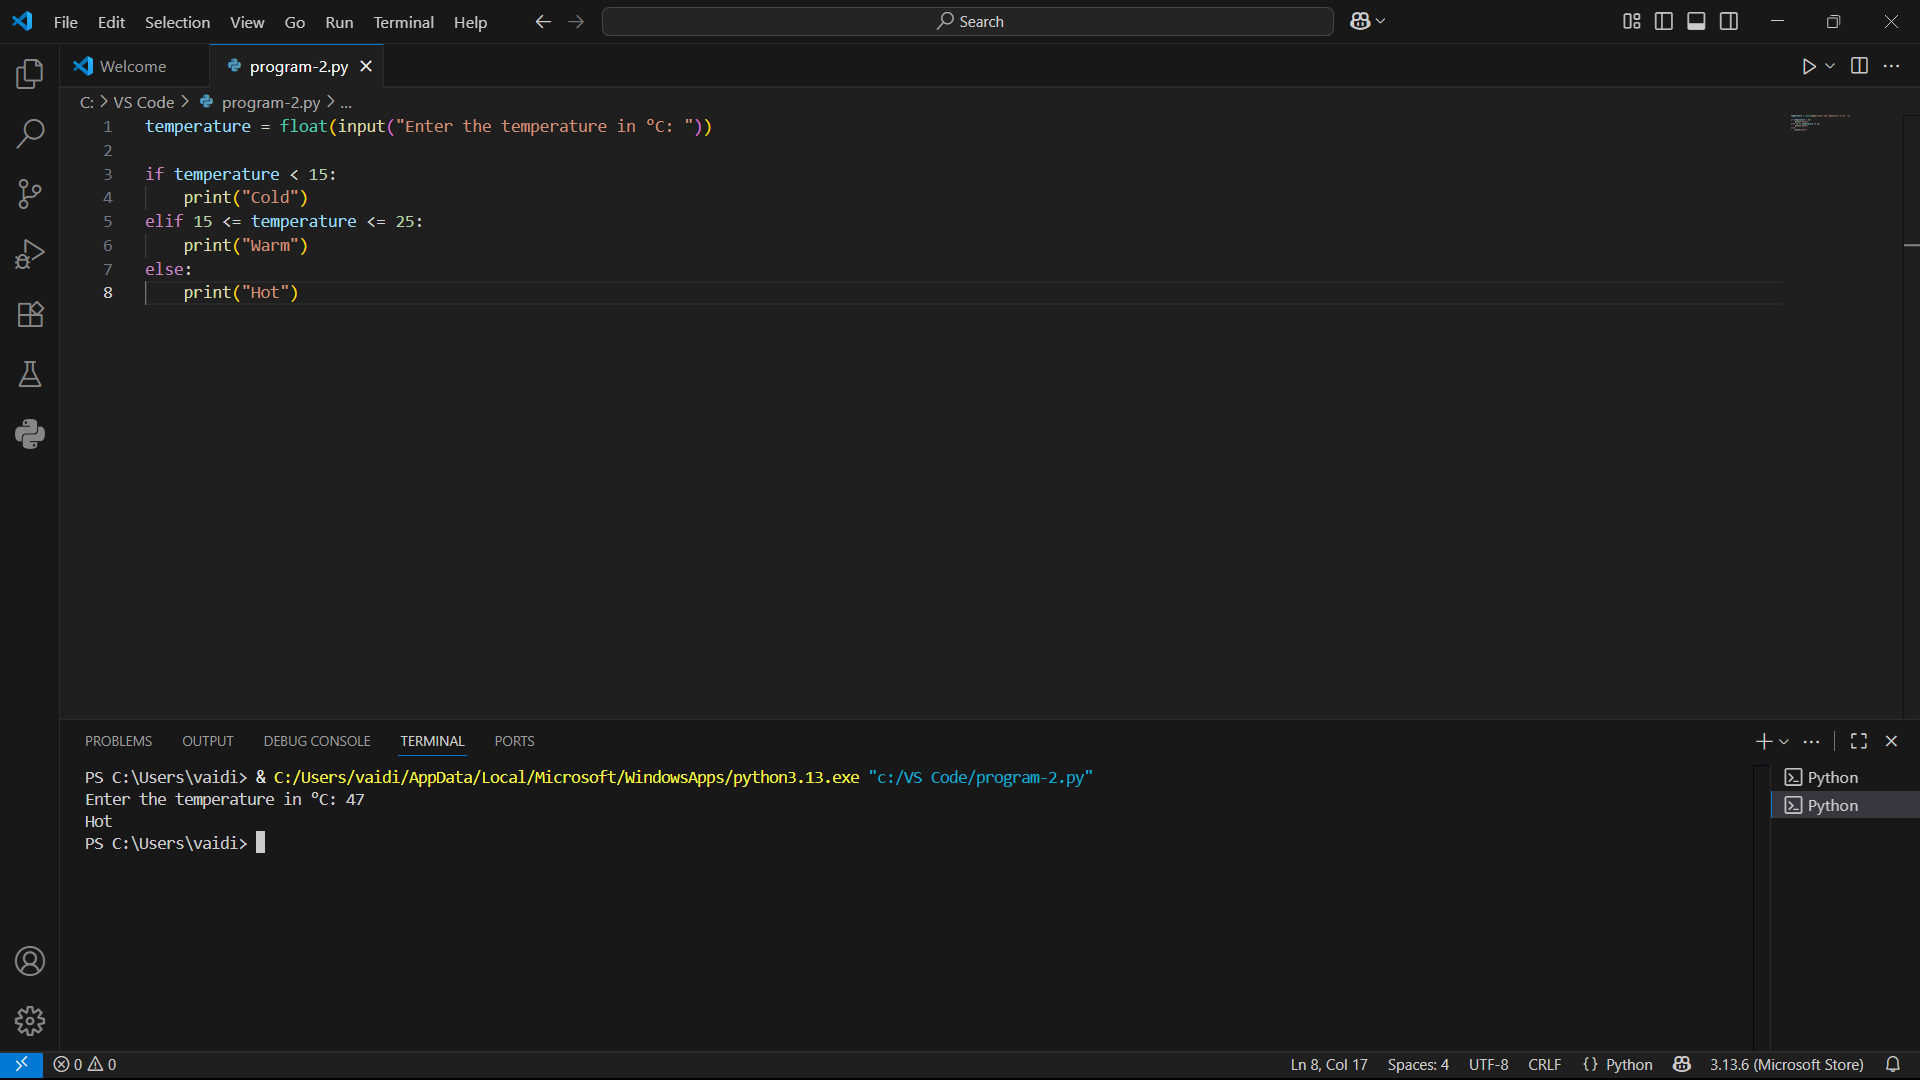 File Edit Selection View Go Run Terminal Help Search
Welcome program-2.py
C: > VS Code > program-2.py > ...
1 temperature = float(input("Enter the temperature in °C: "))
2
3 if temperature < 15:
4     print("Cold")
5 elif 15 <= temperature <= 25:
6     print("Warm")
7 else:
8     print("Hot")
PROBLEMS OUTPUT DEBUG CONSOLE TERMINAL PORTS
PS C:\Users\vaidi> & C:/Users/vaidi/AppData/Local/Microsoft/WindowsApps/python3.13.exe "c:/VS Code/program-2.py"
Enter the temperature in °C: 47
Hot
PS C:\Users\vaidi>
Python
Python
0 0 Ln 8, Col 17 Spaces: 4 UTF-8 CRLF {} Python 3.13.6 (Microsoft Store)